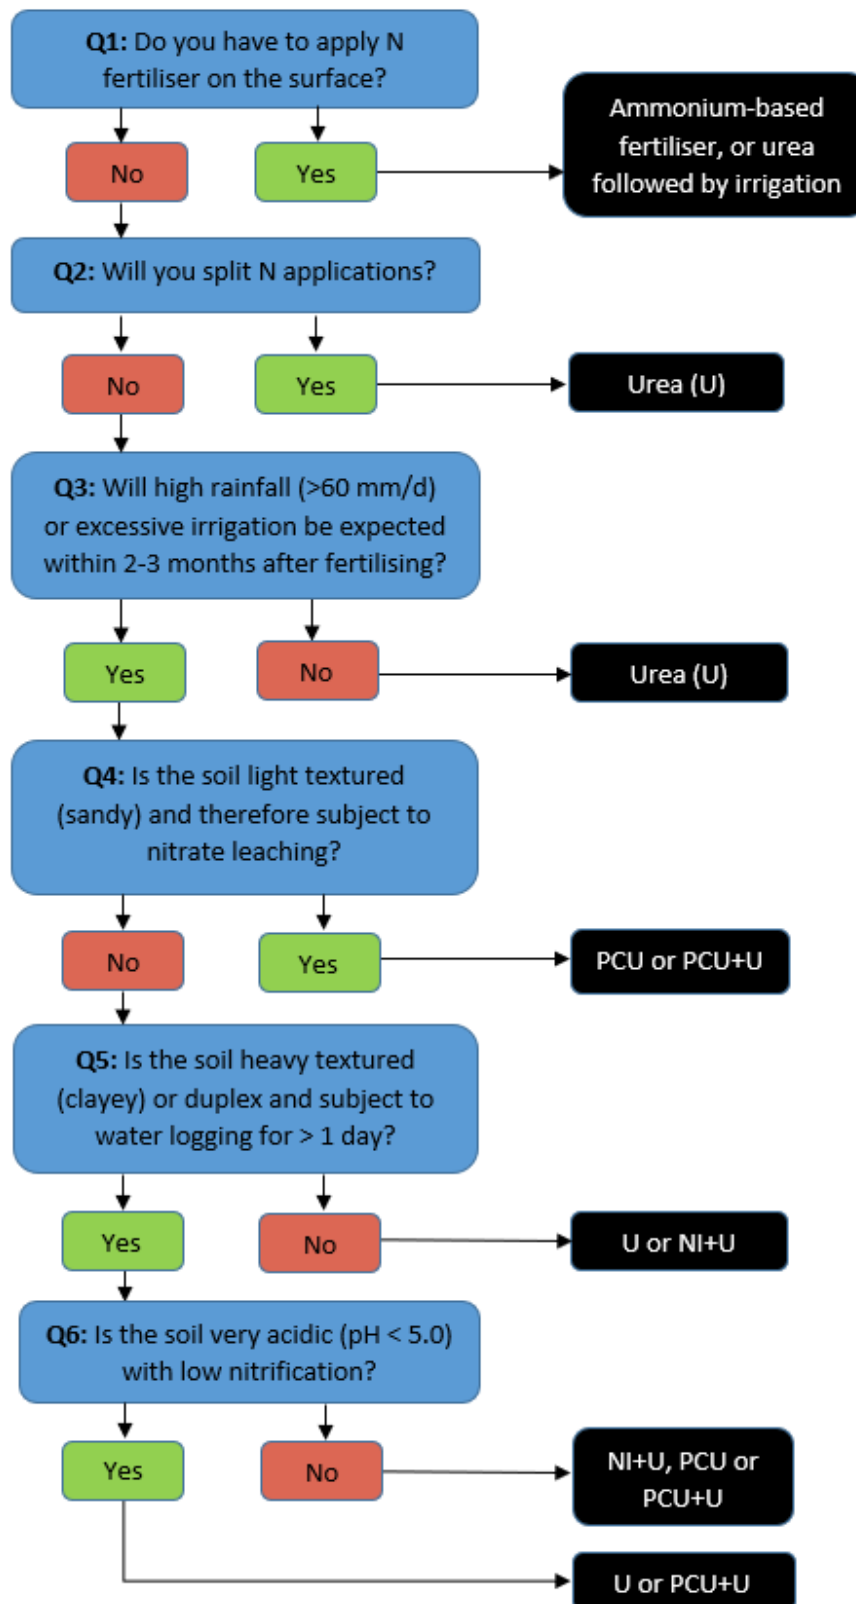 Q1: Do you have to apply N
fertiliser on the surface?
No
Yes
Ammonium-based
fertiliser, or urea
followed by irrigation
Q2: Will you split N applications?
No
Yes
Urea (U)
Q3: Will high rainfall (>60 mm/d)
or excessive irrigation be expected
within 2-3 months after fertilising?
Yes
No
Urea (U)
Q4: Is the soil light textured
(sandy) and therefore subject to
nitrate leaching?
No
Yes
PCU or PCU+U
Q5: Is the soil heavy textured
(clayey) or duplex and subject to
water logging for > 1 day?
Yes
No
U or NI+U
Q6: Is the soil very acidic (pH < 5.0)
with low nitrification?
Yes
No
NI+U, PCU or
PCU+U
U or PCU+U